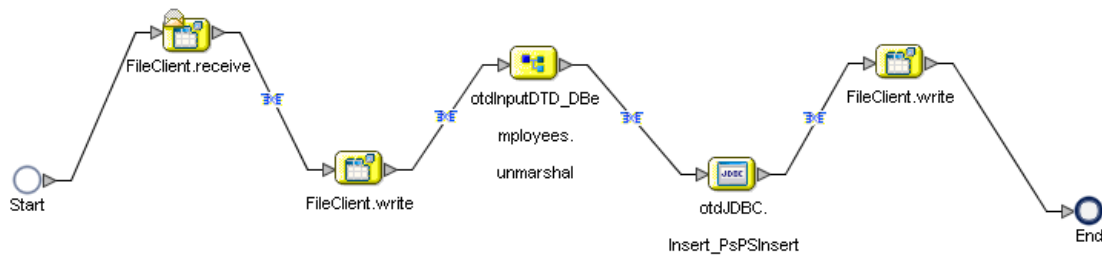 Start
FileClient.receive
FileClient.write
otdInputDTD_DBe
mployees.
unmarshal
JDBC
otdJDBC.
Insert_PsPSInsert
FileClient.write
End